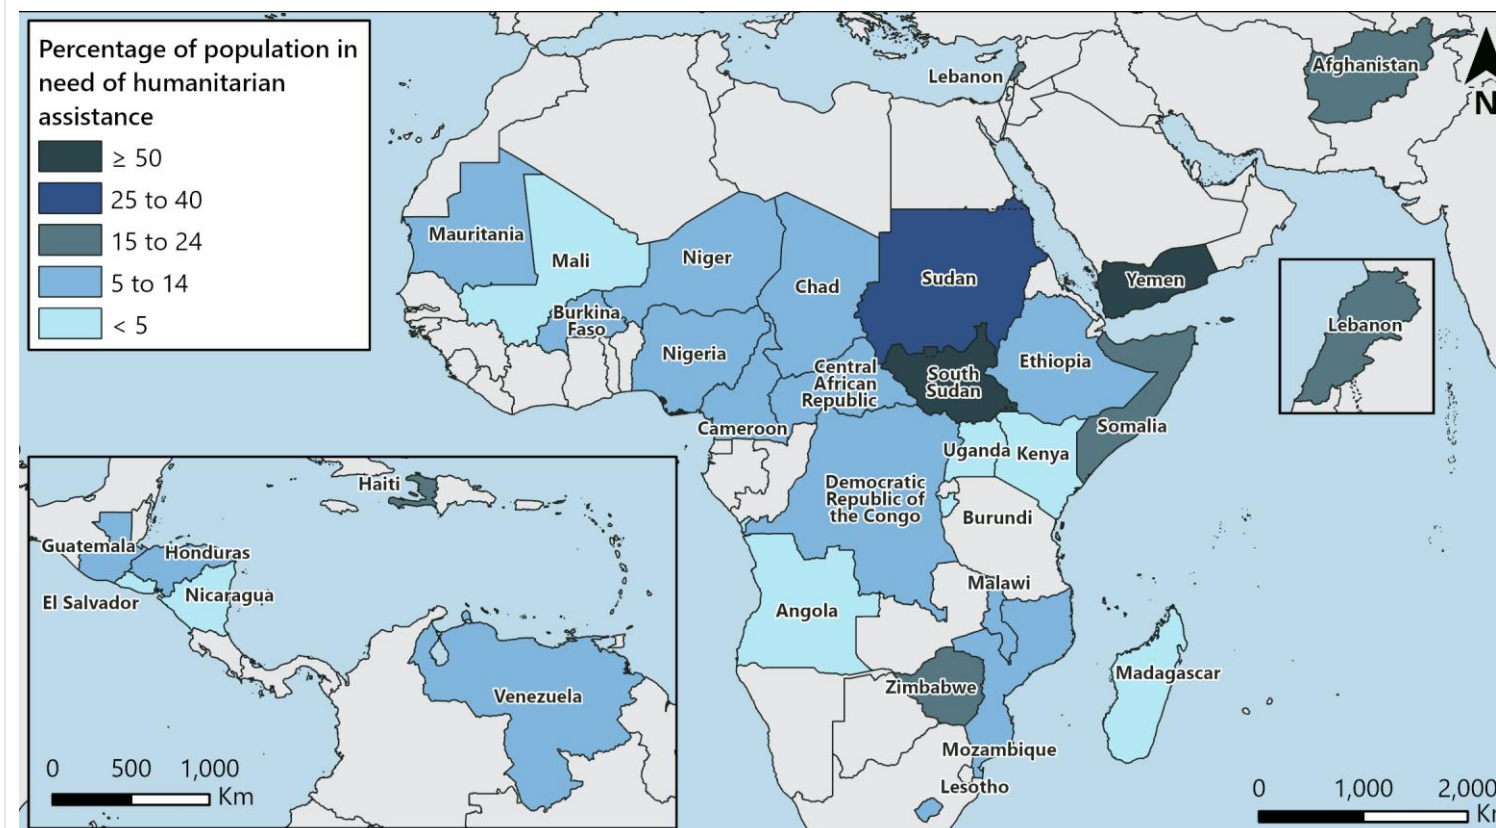 Percentage of population in
need of humanitarian
assistance
≥ 50
25 to 40
15 to 24
5 to 14
< 5
Lebanon
Afghanistan
N
Mauritania
Mali
Niger
Chad
Sudan
Yemen
Burkina
Faso
Nigeria
Central
African
Republic
South
Sudan
Ethiopia
Lebanon
Cameroon
Uganda
Kenya
Somalia
Democratic
Republic of
the Congo
Burundi
Malawi
Angola
Zimbabwe
Madagascar
Mozambique
Lesotho
Haiti
Guatemala
Honduras
El Salvador
Nicaragua
Venezuela
0 500 1,000
Km
0 1,000 2,000
Km